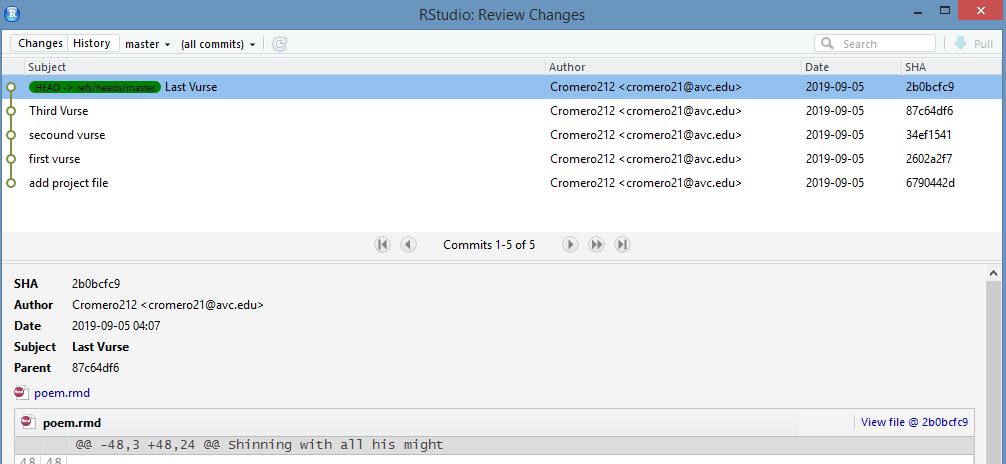 RStudio: Review Changes
Changes History master (all commits) Search Pull
Subject Author Date SHA
HEAD -> refs/heads/master Last Vurse Cromero212 <cromero21@avc.edu> 2019-09-05 2b0bcfc9
Third Vurse Cromero212 <cromero21@avc.edu> 2019-09-05 87c64df6
secound vurse Cromero212 <cromero21@avc.edu> 2019-09-05 34ef1541
first vurse Cromero212 <cromero21@avc.edu> 2019-09-05 2602a2f7
add project file Cromero212 <cromero21@avc.edu> 2019-09-05 6790442d
Commits 1-5 of 5
SHA 2b0bcfc9
Author Cromero212 <cromero21@avc.edu>
Date 2019-09-05 04:07
Subject Last Vurse
Parent 87c64df6
poem.rmd
poem.rmd View file @ 2b0bcfc9
@@ -48,3 +48,24 @@ Shinning with all his might
48 48